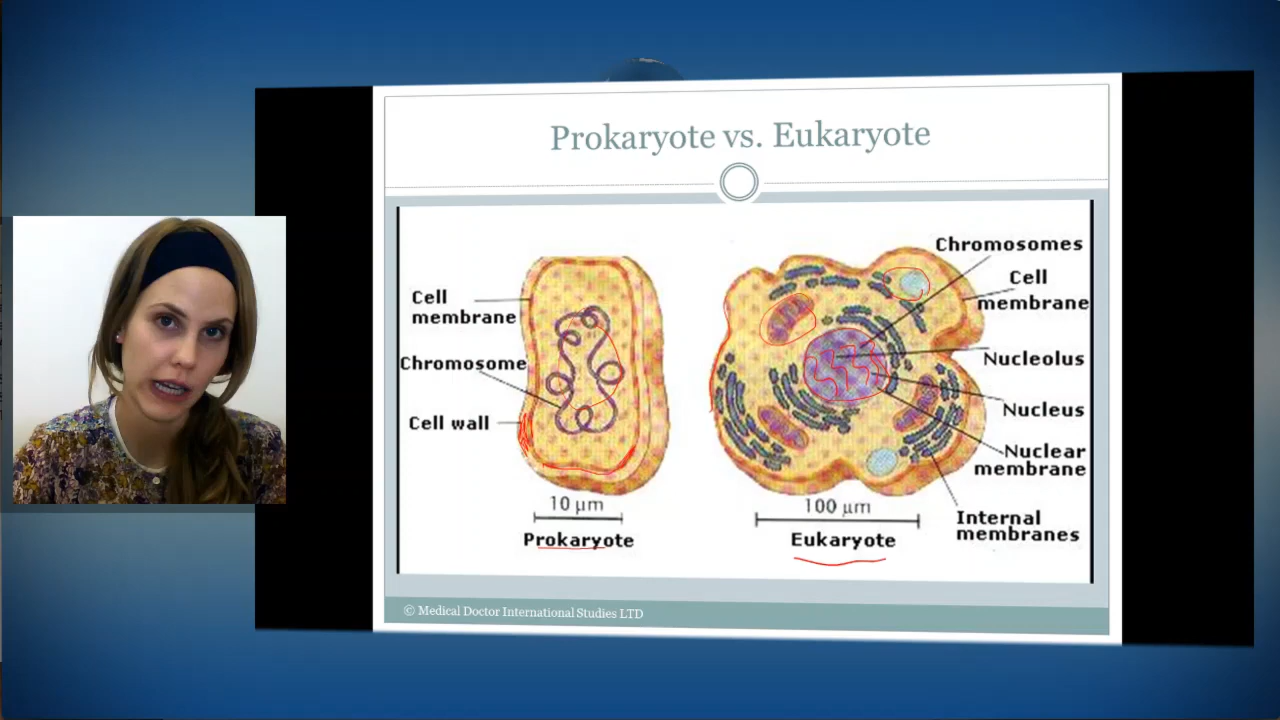 Prokaryote vs. Eukaryote
Cell
membrane
Chromosome
Cell wall
10 µm
Prokaryote
Chromosomes
Cell
membrane
Nucleolus
Nucleus
Nuclear
membrane
Internal
membranes
100 µm
Eukaryote
© Medical Doctor International Studies LTD